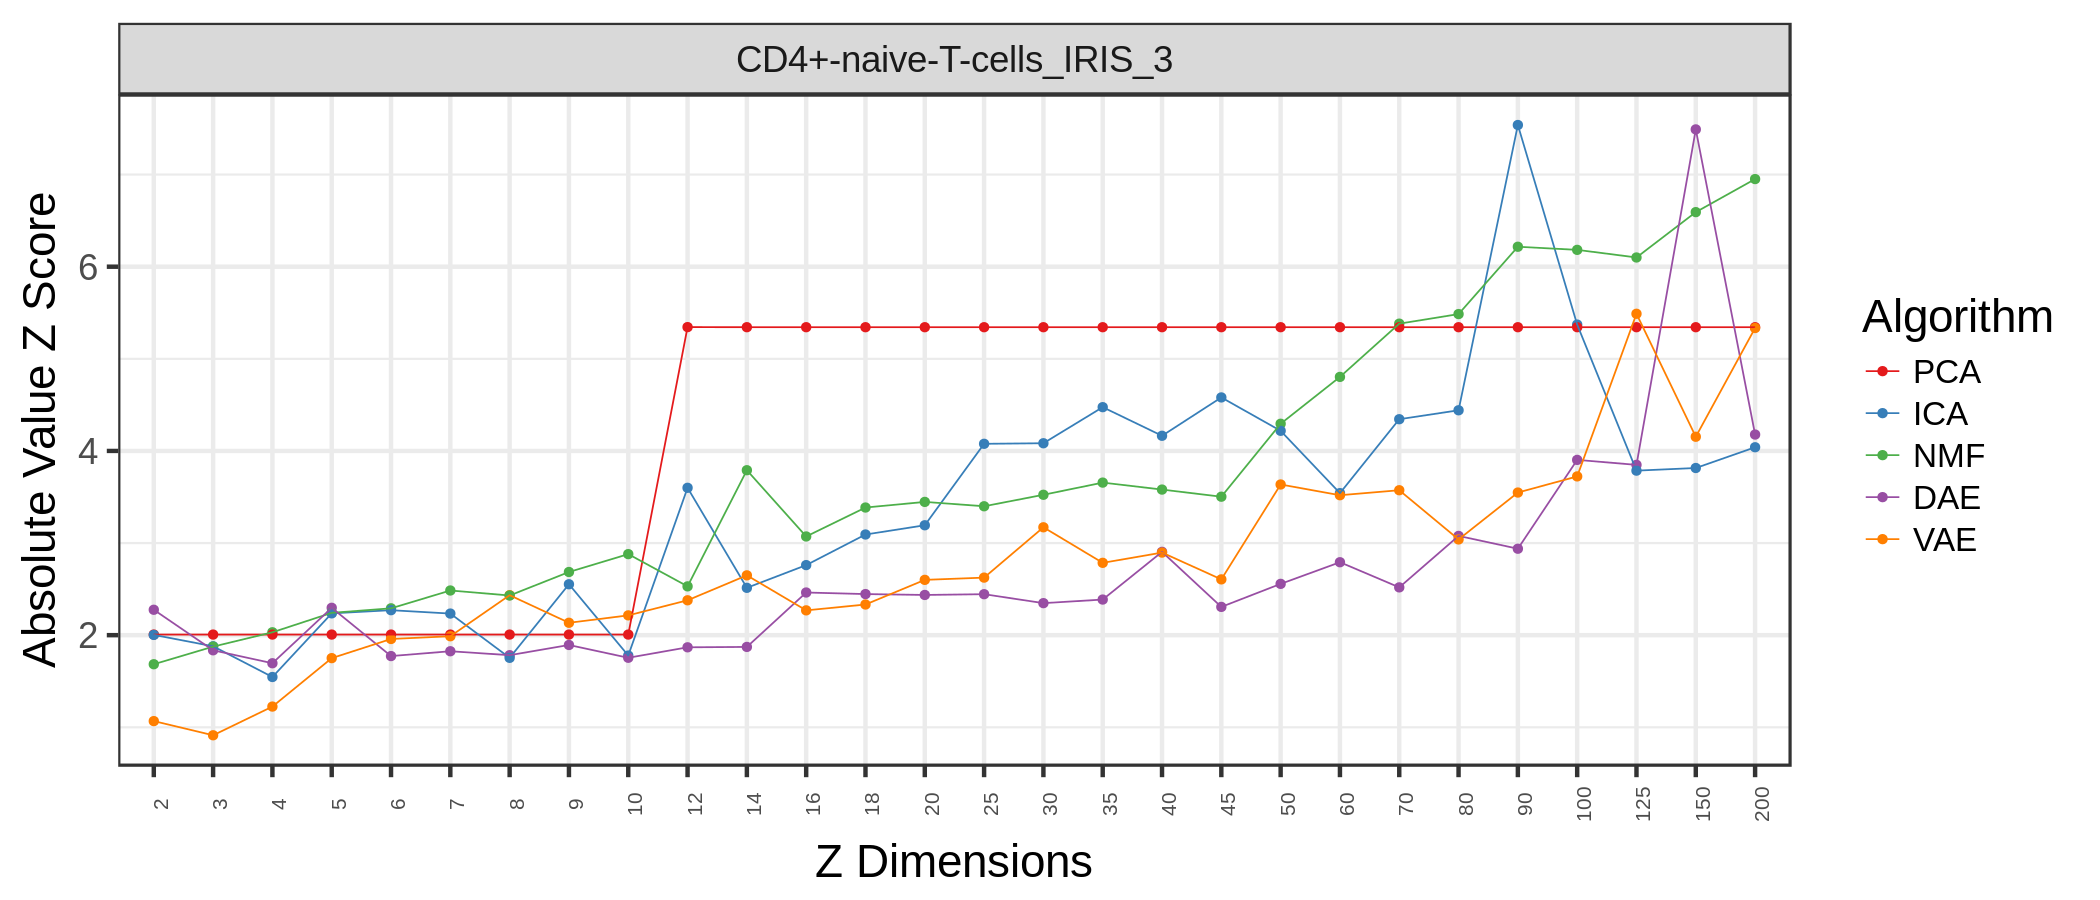 CD4+-naive-T-cells_IRIS_3
Absolute Value Z Score
6
4
2
2 3 4 5 6 7 8 9 10 12 14 16 18 20 25 30 35 40 45 50 60 70 80 90 100 125 150 200
Z Dimensions
Algorithm
PCA
ICA
NMF
DAE
VAE